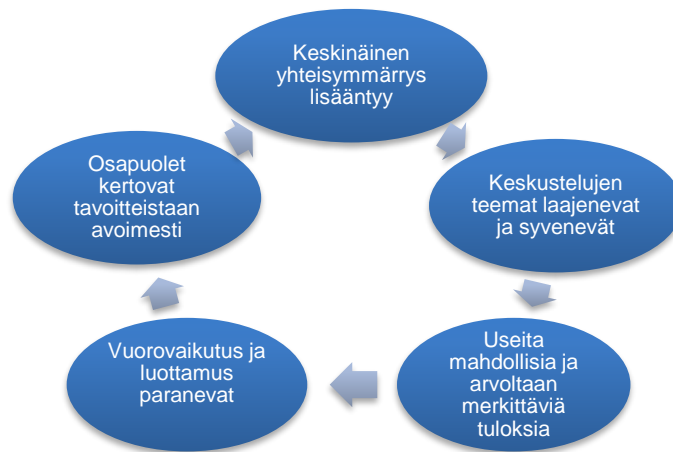 Keskinäinen
yhteisymmärrys
lisääntyy
Keskustelujen
teemat laajenevat
ja syvenevät
Useita
mahdollisia ja
arvoltaan
merkittäviä
tuloksia
Vuorovaikutus ja
luottamus
paranevat
Osapuolet
kertovat
tavoitteistaan
avoimesti